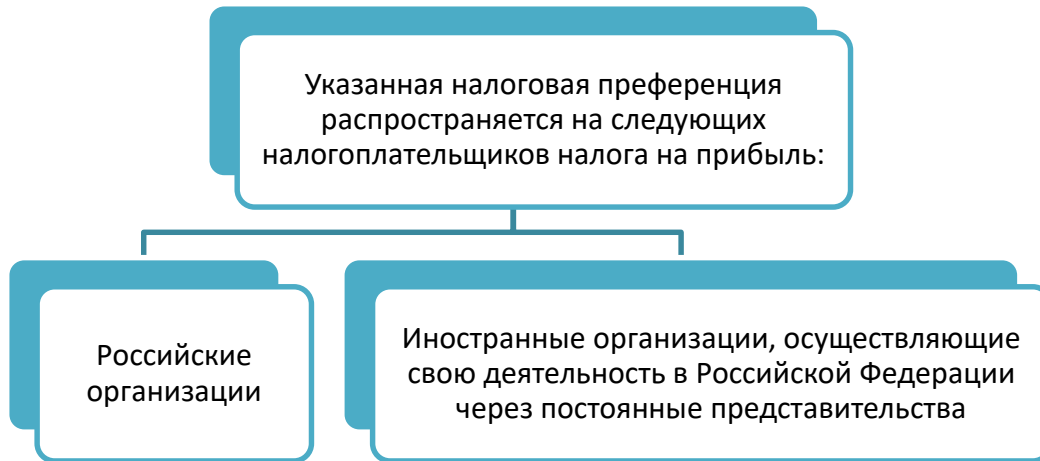 Указанная налоговая преференция
распространяется на следующих
налогоплательщиков налога на прибыль:
Российские
организации
Иностранные организации, осуществляющие
свою деятельность в Российской Федерации
через постоянные представительства